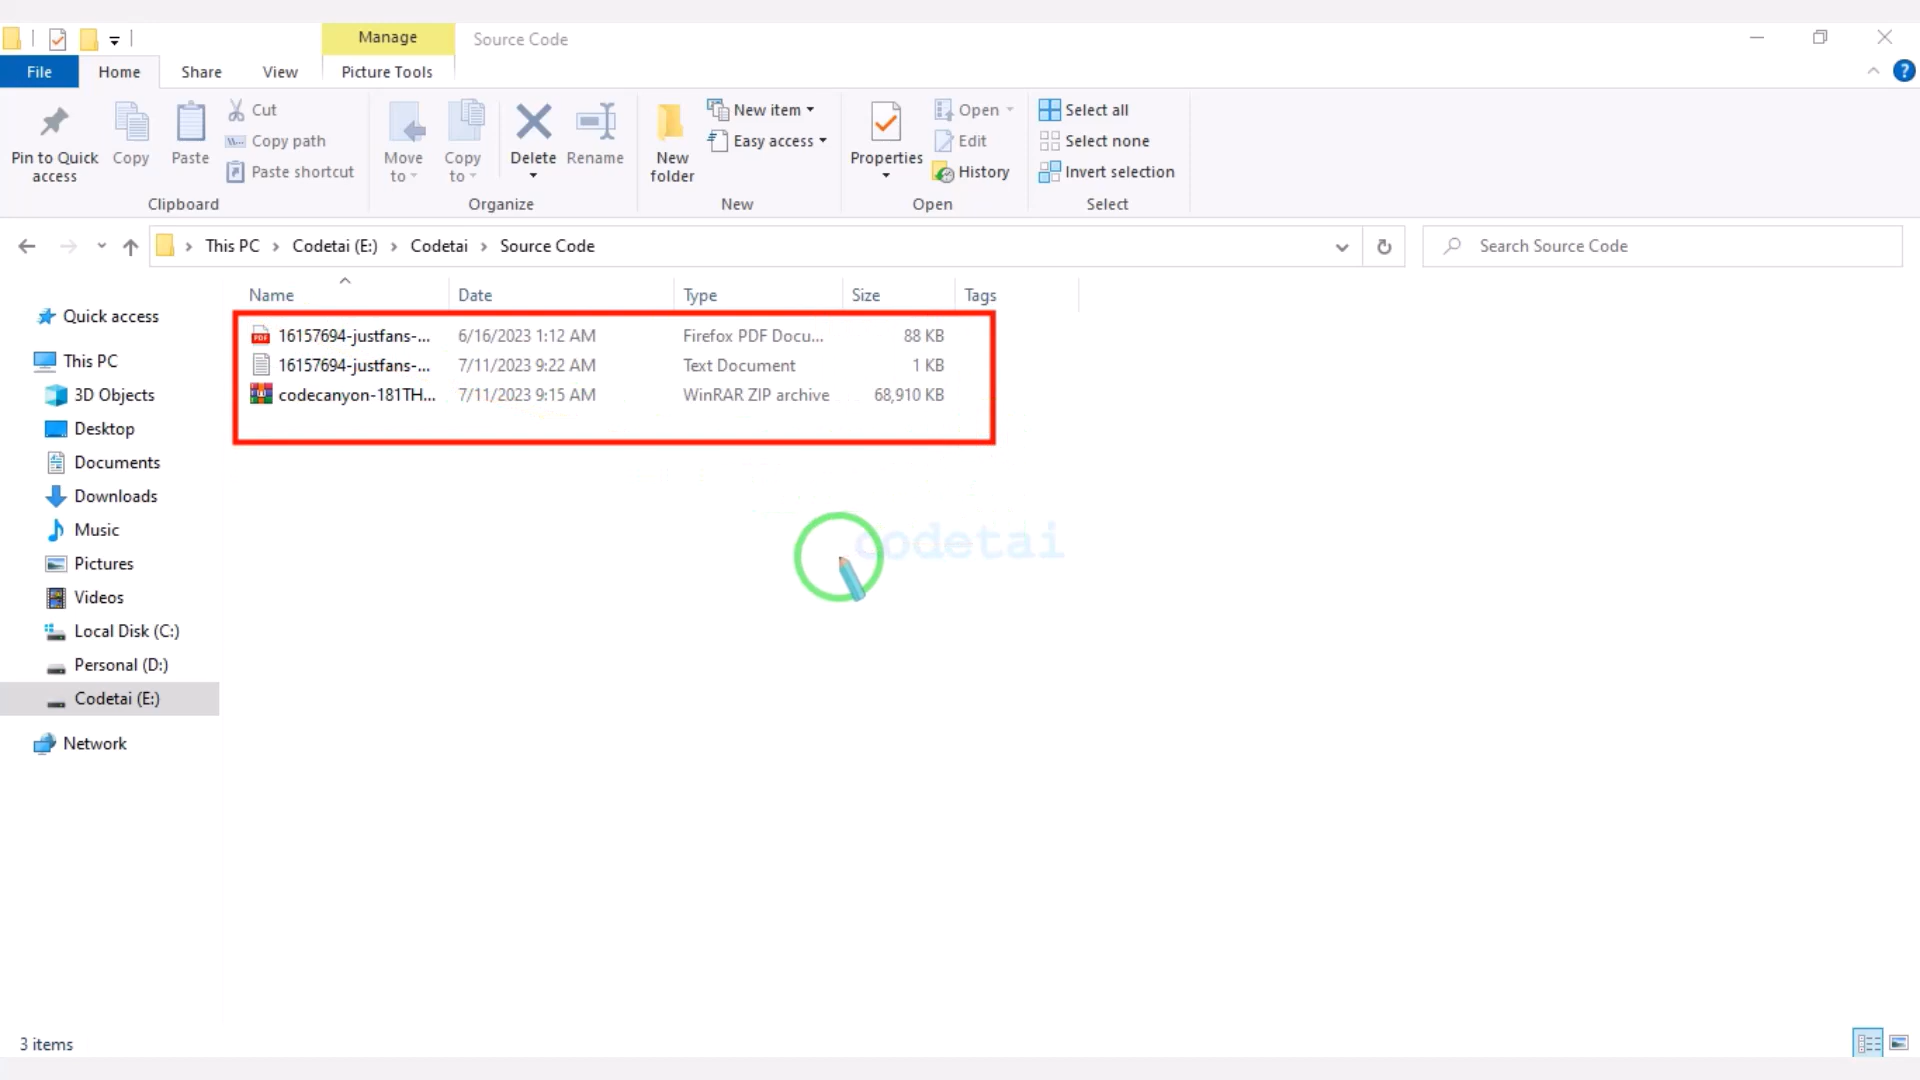 Manage
Source Code
File
Home
Share
View
Picture Tools
Pin to Quick access
Copy
Paste
Cut
Copy path
Paste shortcut
Clipboard
Move to
Copy to
Delete
Rename
Organize
New folder
New item
Easy access
New
Properties
Open
Edit
History
Open
Select all
Select none
Invert selection
Select
This PC
Codetai (E:)
Codetai
Source Code
Search Source Code
Name
Date
Type
Size
Tags
16157694-justfans-... 6/16/2023 1:12 AM Firefox PDF Docu... 88 KB
16157694-justfans-... 7/11/2023 9:22 AM Text Document 1 KB
codecanyon-181TH... 7/11/2023 9:15 AM WinRAR ZIP archive 68,910 KB
Quick access
This PC
3D Objects
Desktop
Documents
Downloads
Music
Pictures
Videos
Local Disk (C:)
Personal (D:)
Codetai (E:)
Network
codetai
3 items